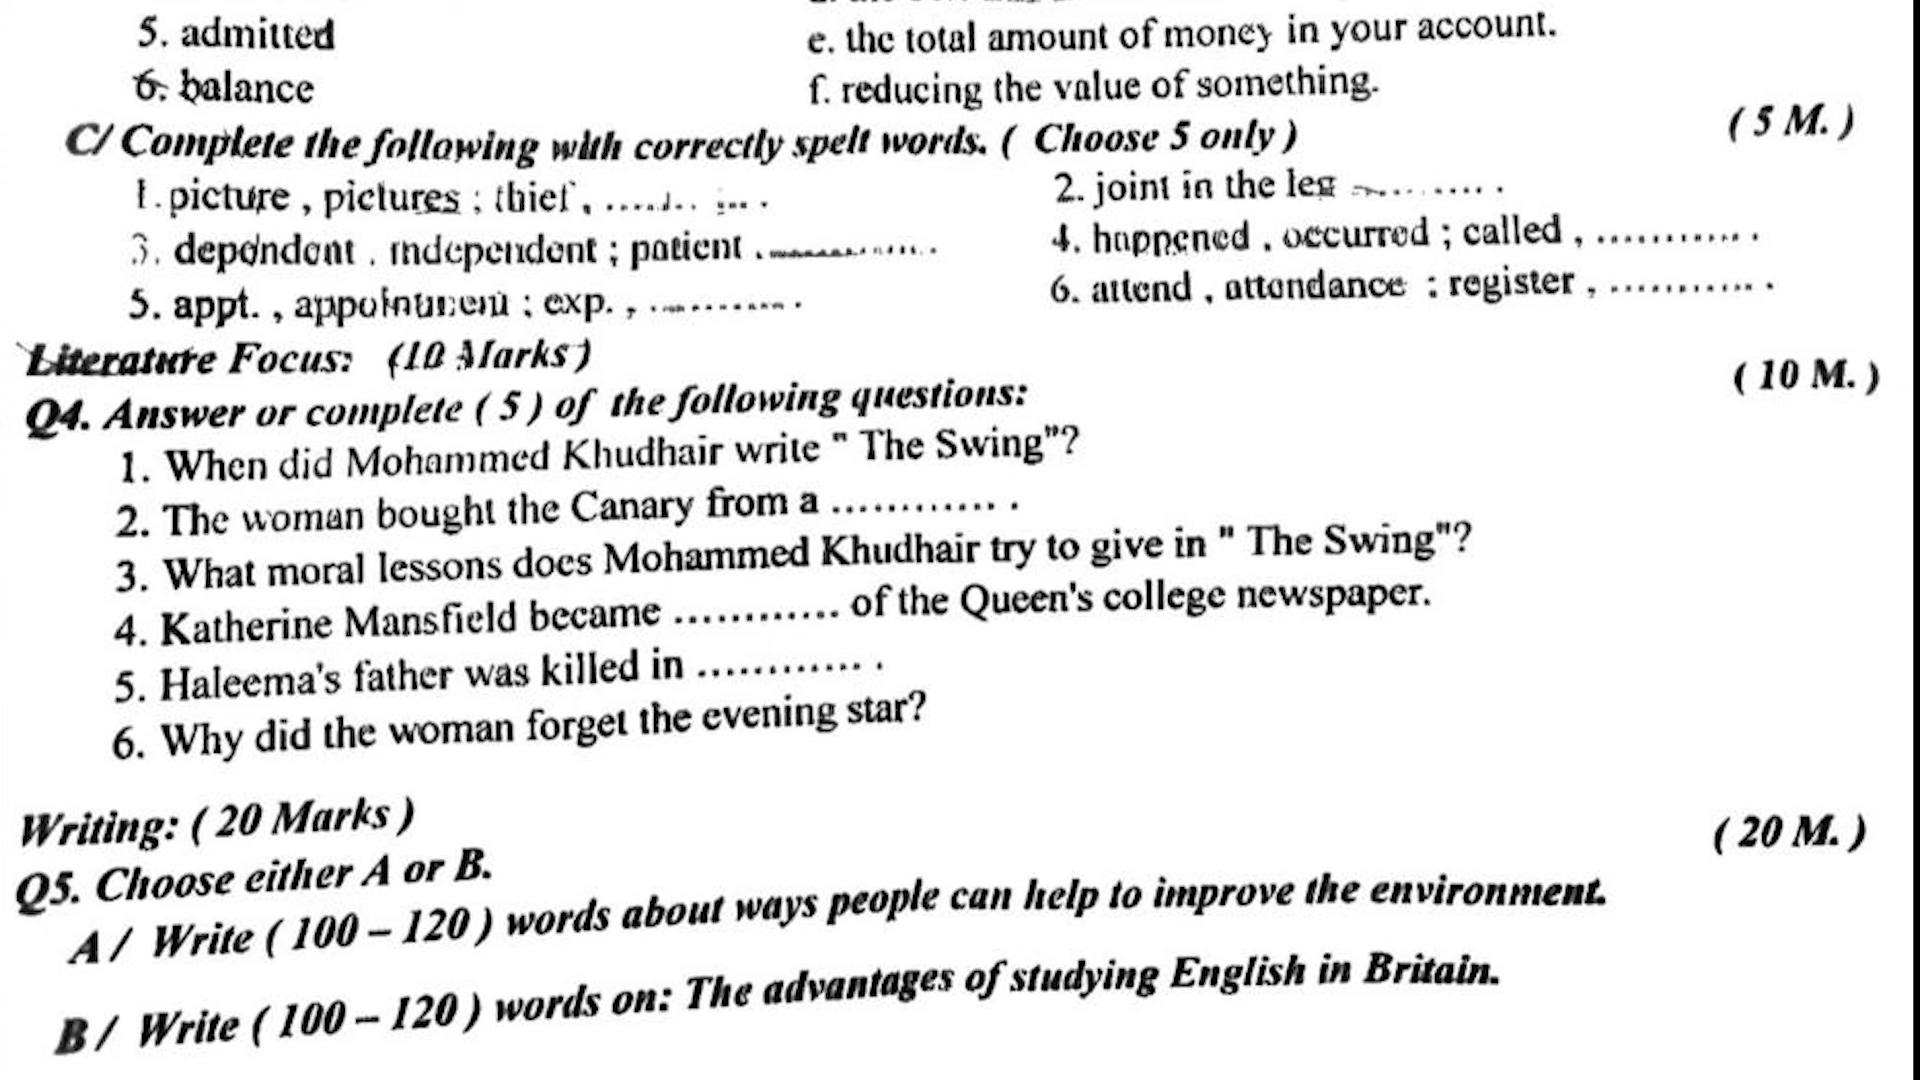 5. admitted
e. the total amount of money in your account.
6. balance
f. reducing the value of something.
C/ Complete the following with correctly spelt words. ( Choose 5 only )
( 5 M. )
1. picture , pictures ; thief , ............ .
2. joint in the leg ............ .
3. dependent , independent ; patient , ............ .
4. happened , occurred ; called , ............ .
5. appt. , appointment ; exp. , ............ .
6. attend , attendance ; register , ............ .
Literature Focus: (10 Marks)
( 10 M. )
Q4. Answer or complete ( 5 ) of the following questions:
1. When did Mohammed Khudhair write " The Swing"?
2. The woman bought the Canary from a ............ .
3. What moral lessons does Mohammed Khudhair try to give in " The Swing"?
4. Katherine Mansfield became ............ of the Queen's college newspaper.
5. Haleema's father was killed in ............ .
6. Why did the woman forget the evening star?
Writing: ( 20 Marks )
( 20 M. )
Q5. Choose either A or B.
A / Write ( 100 – 120 ) words about ways people can help to improve the environment.
B / Write ( 100 – 120 ) words on: The advantages of studying English in Britain.